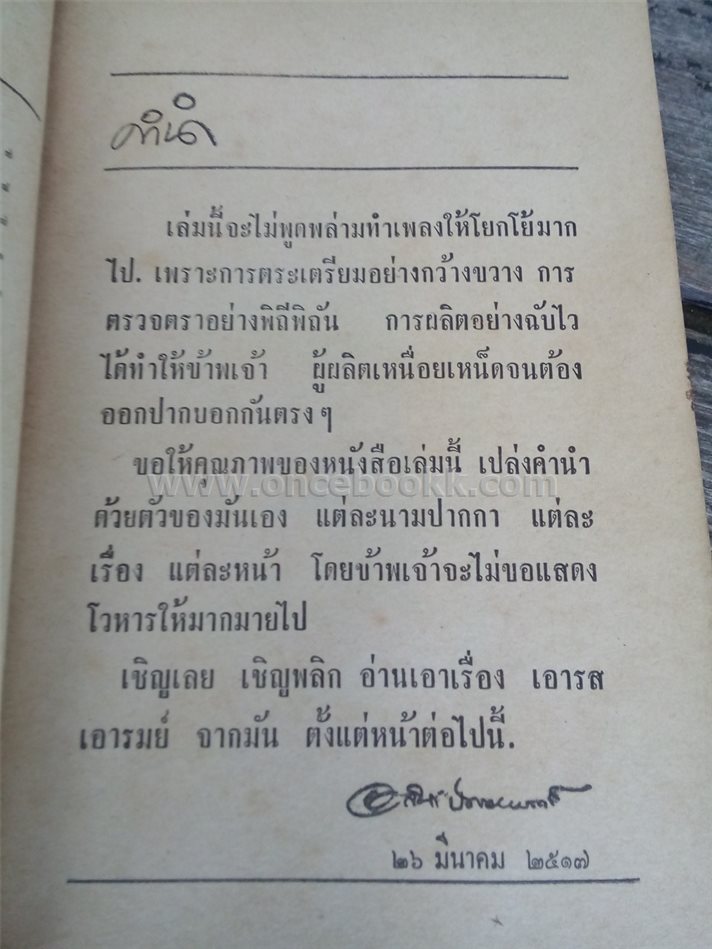 คำนำ
เล่มนี้จะไม่พูดพล่ามทำเพลงให้โยกโย้มาก
ไป. เพราะการตระเตรียมอย่างกว้างขวาง การ
ตรวจตราอย่างพิถีพิถัน การผลิตอย่างฉับไว
ได้ทำให้ข้าพเจ้า ผู้ผลิตเหนื่อยเหน็ดจนต้อง
ออกปากบอกกันตรงๆ
ขอให้คุณภาพของหนังสือเล่มนี้ เปล่งคำนำ
www.oncebookk.com
ด้วยตัวของมันเอง แต่ละนามปากกา แต่ละ
เรื่อง แต่ละหน้า โดยข้าพเจ้าจะไม่ขอแสดง
โวหารให้มากมายไป
เชิญเลย เชิญพลิก อ่านเอาเรื่อง เอารส
เอารมย์ จากมัน ตั้งแต่หน้าต่อไปนี้.
๒๖ มีนาคม ๒๕๑๗